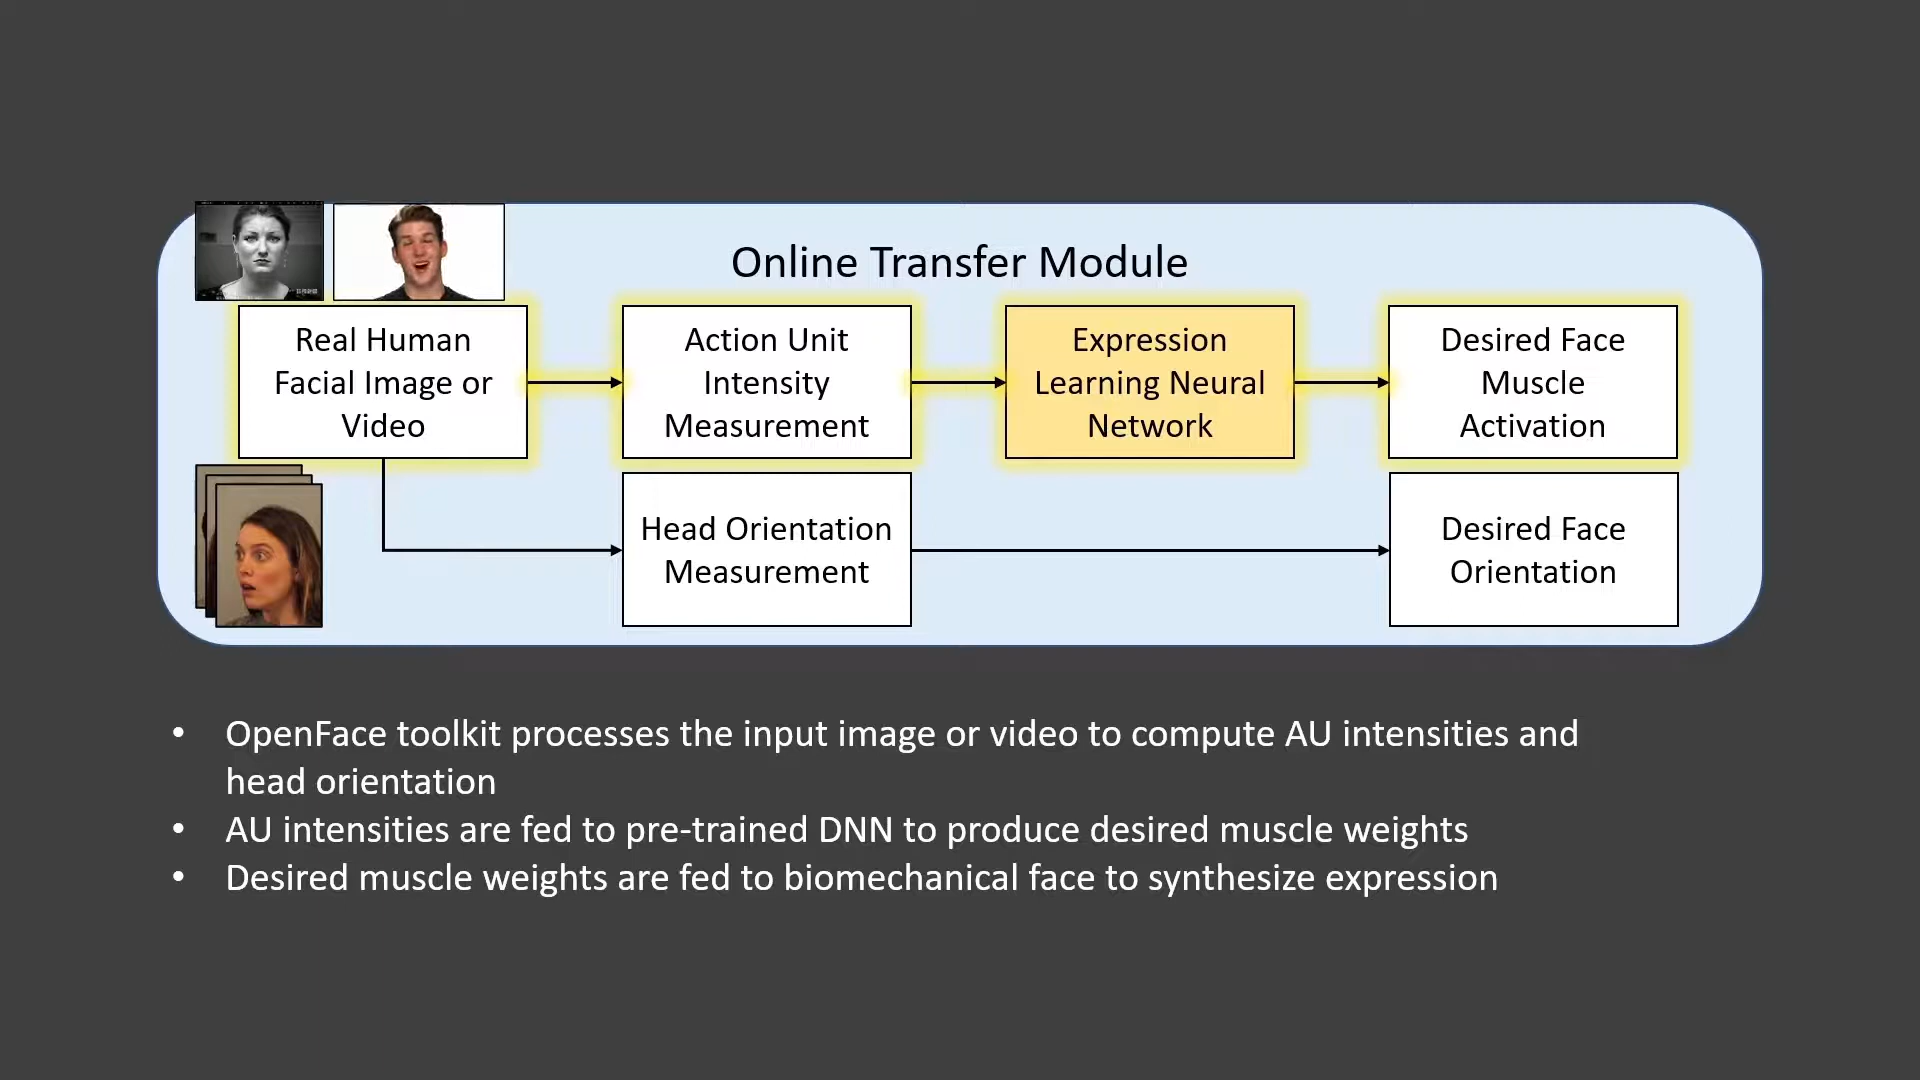 Online Transfer Module
Real Human
Facial Image or
Video
Action Unit
Intensity
Measurement
Expression
Learning Neural
Network
Desired Face
Muscle
Activation
Head Orientation
Measurement
Desired Face
Orientation
• OpenFace toolkit processes the input image or video to compute AU intensities and
head orientation
• AU intensities are fed to pre-trained DNN to produce desired muscle weights
• Desired muscle weights are fed to biomechanical face to synthesize expression